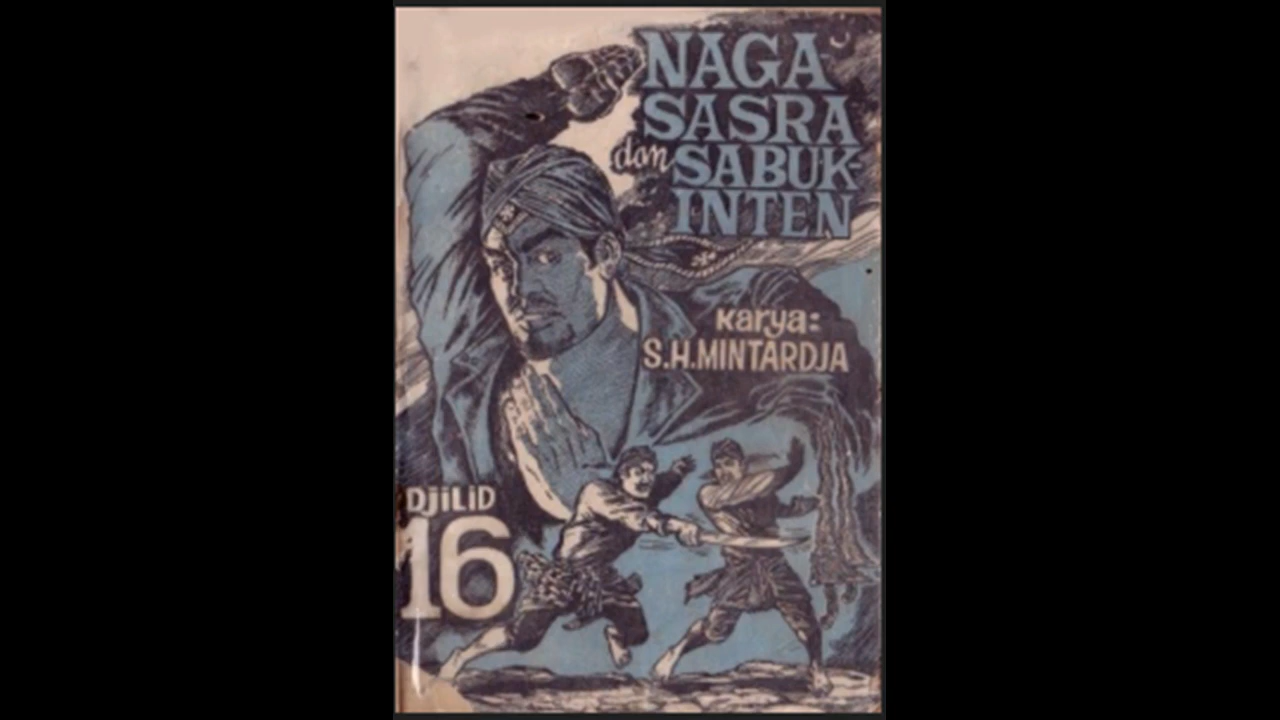 NAGA
SASRA
dan SABUK-
INTEN
Karya:
S.H.MINTARDJA
DJILID
16